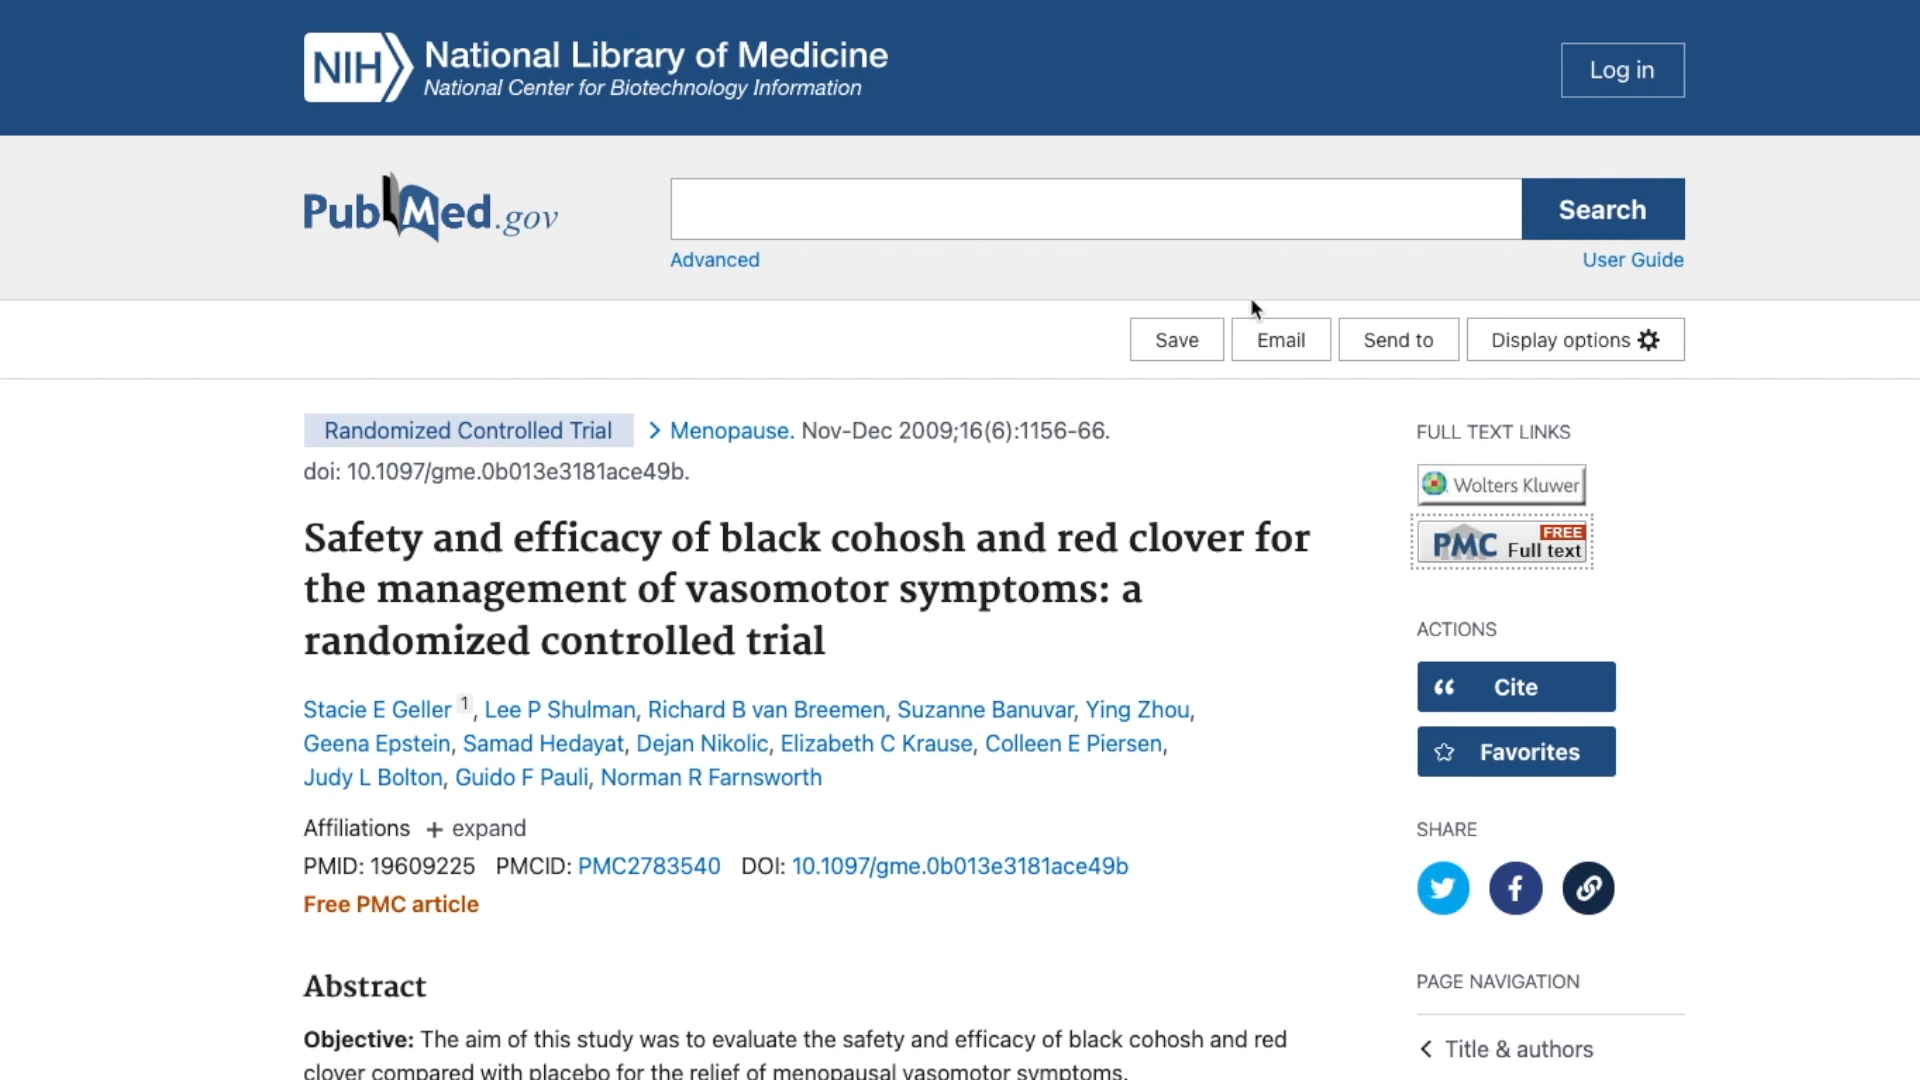 NIH National Library of Medicine
National Center for Biotechnology Information
Log in
PubMed.gov
Search
Advanced
User Guide
Save
Email
Send to
Display options
Randomized Controlled Trial
Menopause. Nov-Dec 2009;16(6):1156-66.
doi: 10.1097/gme.0b013e3181ace49b.
Safety and efficacy of black cohosh and red clover for
the management of vasomotor symptoms: a
randomized controlled trial
Stacie E Geller 1, Lee P Shulman, Richard B van Breemen, Suzanne Banuvar, Ying Zhou,
Geena Epstein, Samad Hedayat, Dejan Nikolic, Elizabeth C Krause, Colleen E Piersen,
Judy L Bolton, Guido F Pauli, Norman R Farnsworth
Affiliations + expand
PMID: 19609225 PMCID: PMC2783540 DOI: 10.1097/gme.0b013e3181ace49b
Free PMC article
Abstract
Objective: The aim of this study was to evaluate the safety and efficacy of black cohosh and red
clover compared with placebo for the relief of menopausal vasomotor symptoms.
FULL TEXT LINKS
Wolters Kluwer
PMC FREE
Full text
ACTIONS
Cite
Favorites
SHARE
PAGE NAVIGATION
Title & authors